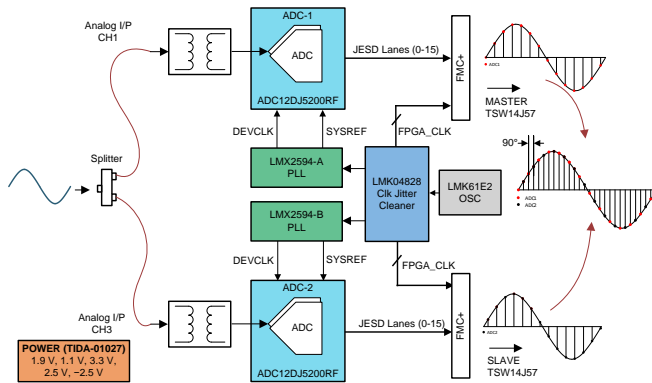 Analog I/P
CH1
ADC-1
ADC
ADC12DJ5200RF
JESD Lanes (0-15)
FMC+
ADC1
MASTER
TSW14J57
DEVCLK
SYSREF
FPGA_CLK
Splitter
LMX2594-A
PLL
LMK04828
Clk Jitter
Cleaner
LMK61E2
OSC
90°
ADC1
ADC2
LMX2594-B
PLL
DEVCLK
SYSREF
FPGA_CLK
Analog I/P
CH3
ADC-2
ADC
ADC12DJ5200RF
JESD Lanes (0-15)
FMC+
ADC2
SLAVE
TSW14J57
POWER (TIDA-01027)
1.9 V, 1.1 V, 3.3 V,
2.5 V, −2.5 V